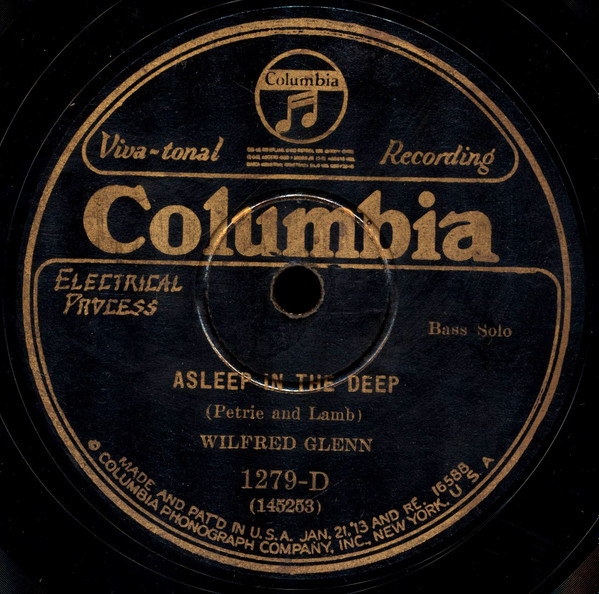 Columbia
Viva-tonal Recording
Columbia
ELECTRICAL
PROCESS
Bass Solo
ASLEEP IN THE DEEP
(Petrie and Lamb)
WILFRED GLENN
1279-D
(145253)
MADE AND PAT'D IN U.S.A. JAN. 21,'13 AND RE. 16588
COLUMBIA PHONOGRAPH COMPANY, INC., NEW YORK, U.S.A